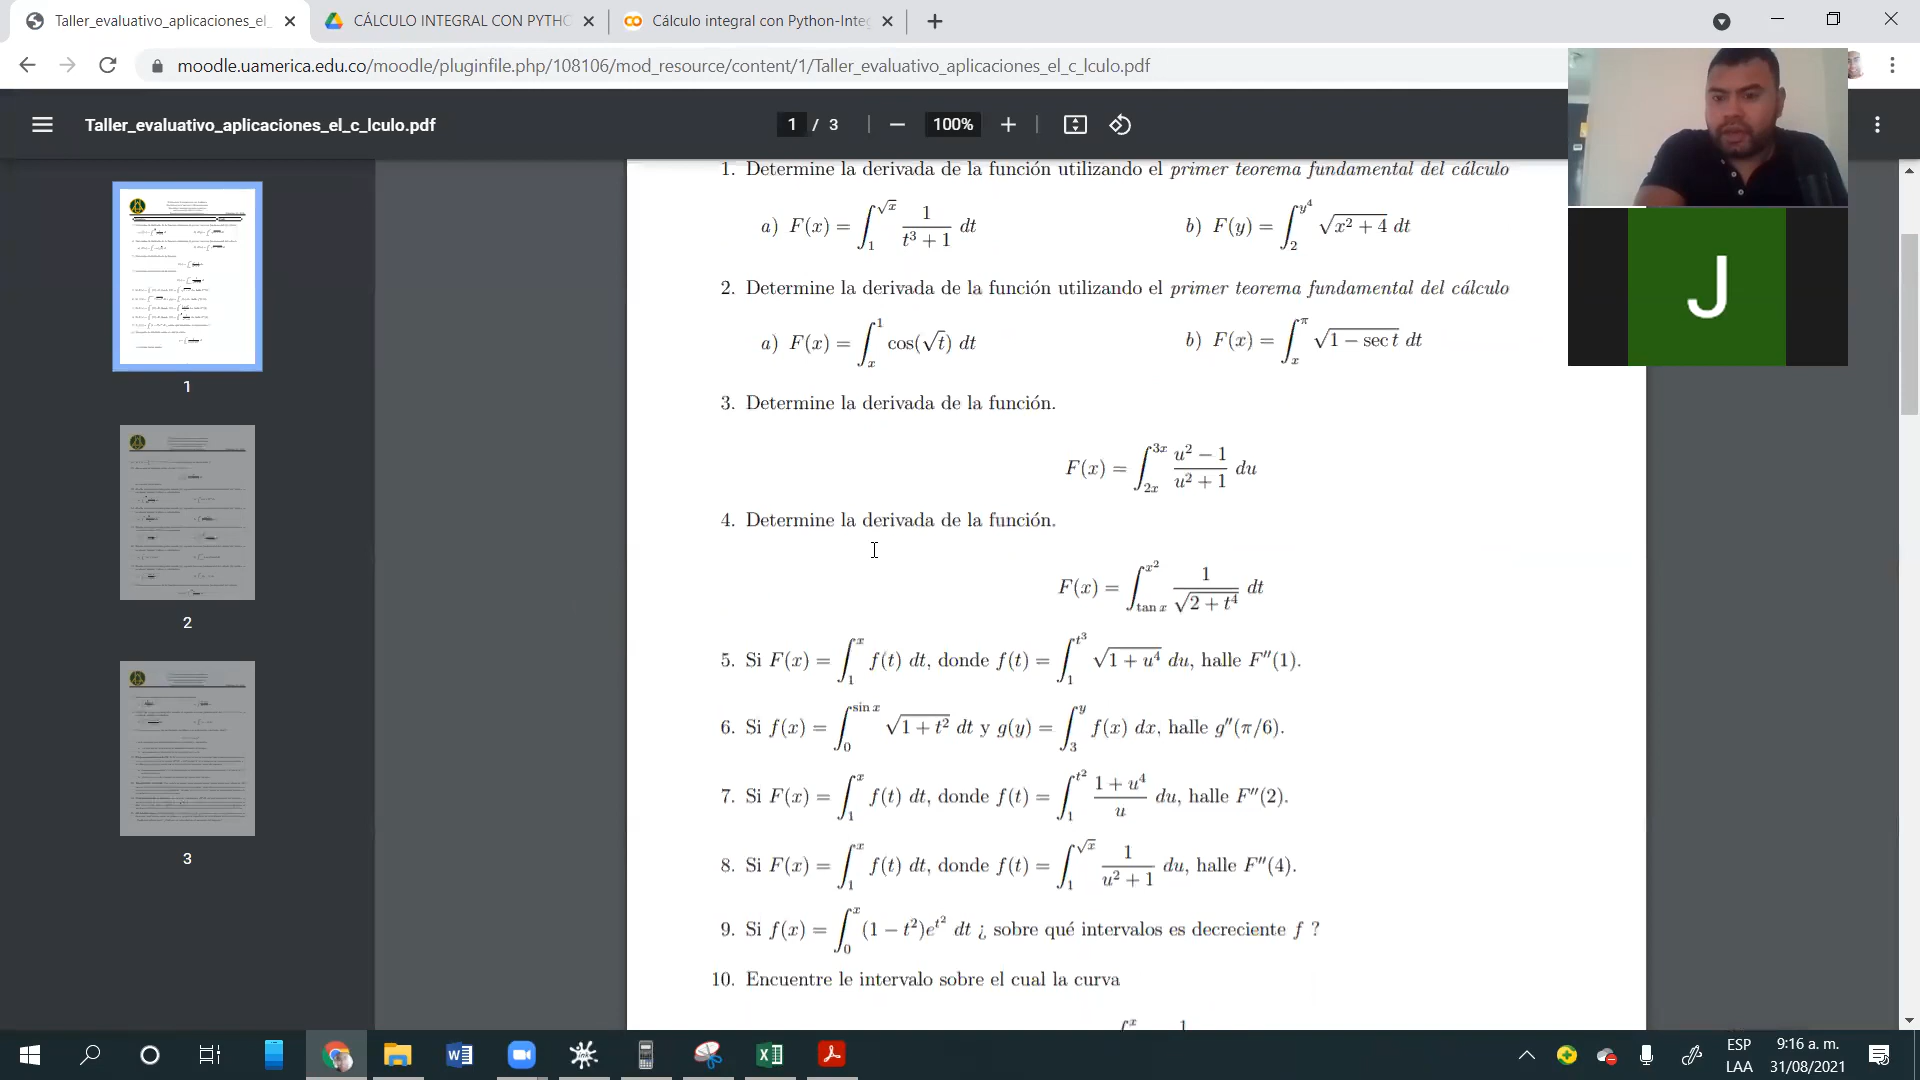 Taller_evaluativo_aplicaciones_el_
CÁLCULO INTEGRAL CON PYTHO
Cálculo integral con Python-Inte
moodle.uamerica.edu.co/moodle/pluginfile.php/108106/mod_resource/content/1/Taller_evaluativo_aplicaciones_el_c_lculo.pdf
Taller_evaluativo_aplicaciones_el_c_lculo.pdf
1 / 3
100%
1. Determine la derivada de la función utilizando el primer teorema fundamental del cálculo
a) F(x) = ∫_1^{√x} 1/(t³ + 1) dt
b) F(y) = ∫_2^{y⁴} √(x² + 4) dt
2. Determine la derivada de la función utilizando el primer teorema fundamental del cálculo
a) F(x) = ∫_x^1 cos(√t) dt
b) F(x) = ∫_x^π √(1 − sec t) dt
3. Determine la derivada de la función.
F(x) = ∫_{2x}^{3x} (u² − 1)/(u² + 1) du
4. Determine la derivada de la función.
F(x) = ∫_{tan x}^{x²} 1/√(2 + t⁴) dt
5. Si F(x) = ∫_1^x f(t) dt, donde f(t) = ∫_1^{t³} √(1 + u⁴) du, halle F″(1).
6. Si f(x) = ∫_0^{sin x} √(1 + t²) dt y g(y) = ∫_3^y f(x) dx, halle g″(π/6).
7. Si F(x) = ∫_1^x f(t) dt, donde f(t) = ∫_1^{t²} (1 + u⁴)/u du, halle F″(2).
8. Si F(x) = ∫_1^x f(t) dt, donde f(t) = ∫_1^{√x} 1/(u² + 1) du, halle F″(4).
9. Si f(x) = ∫_0^x (1 − t²)e^{t²} dt ¿ sobre qué intervalos es decreciente f ?
10. Encuentre le intervalo sobre el cual la curva
1
2
3
J
ESP
LAA
9:16 a. m.
31/08/2021